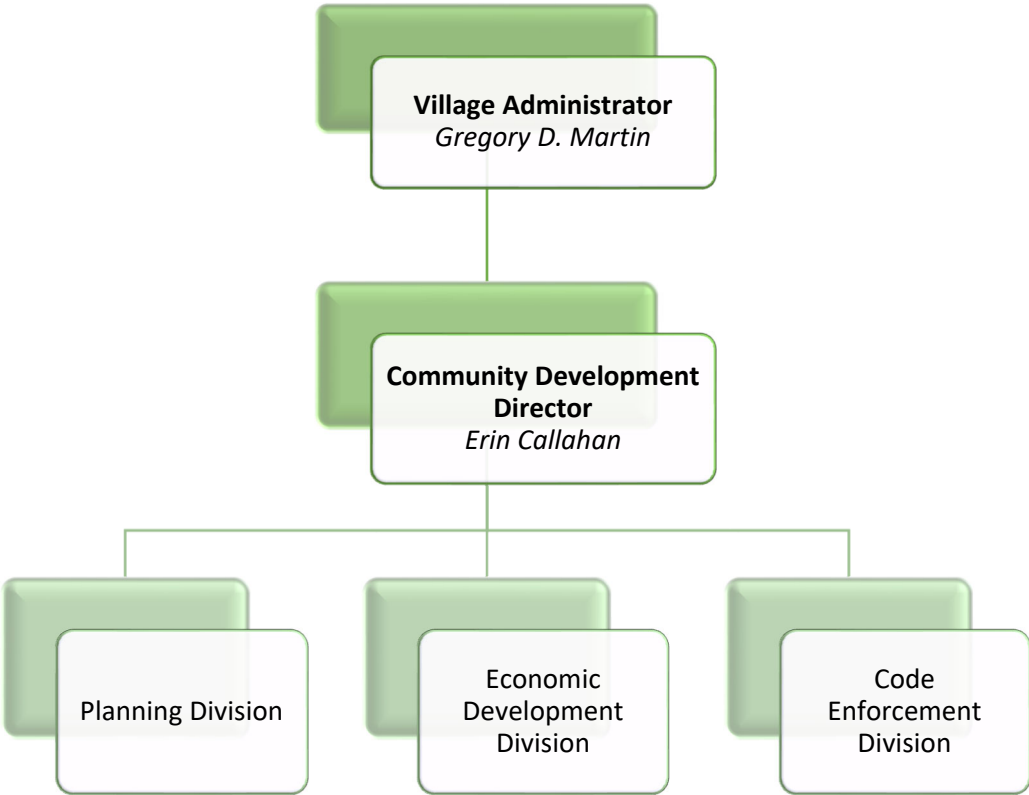 Village Administrator
Gregory D. Martin
Community Development
Director
Erin Callahan
Planning Division
Economic
Development
Division
Code
Enforcement
Division